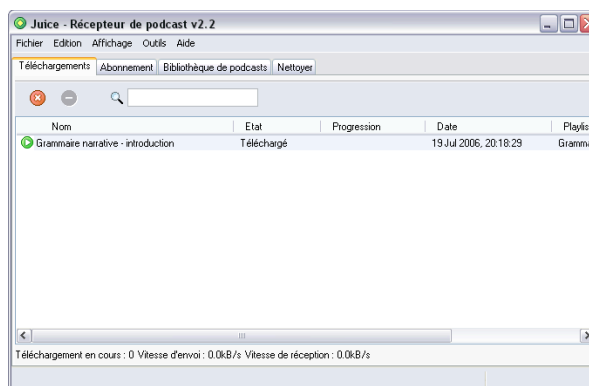 Juice - Récepteur de podcast v2.2
Fichier Edition Affichage Outils Aide
Téléchargements Abonnement Bibliothèque de podcasts Nettoyer
Nom Etat Progression Date Playlis
Grammaire narrative - introduction Téléchargé 19 Jul 2006, 20:18:29 Gramma
Téléchargement en cours : 0 Vitesse d'envoi : 0.0kB/s Vitesse de réception : 0.0kB/s